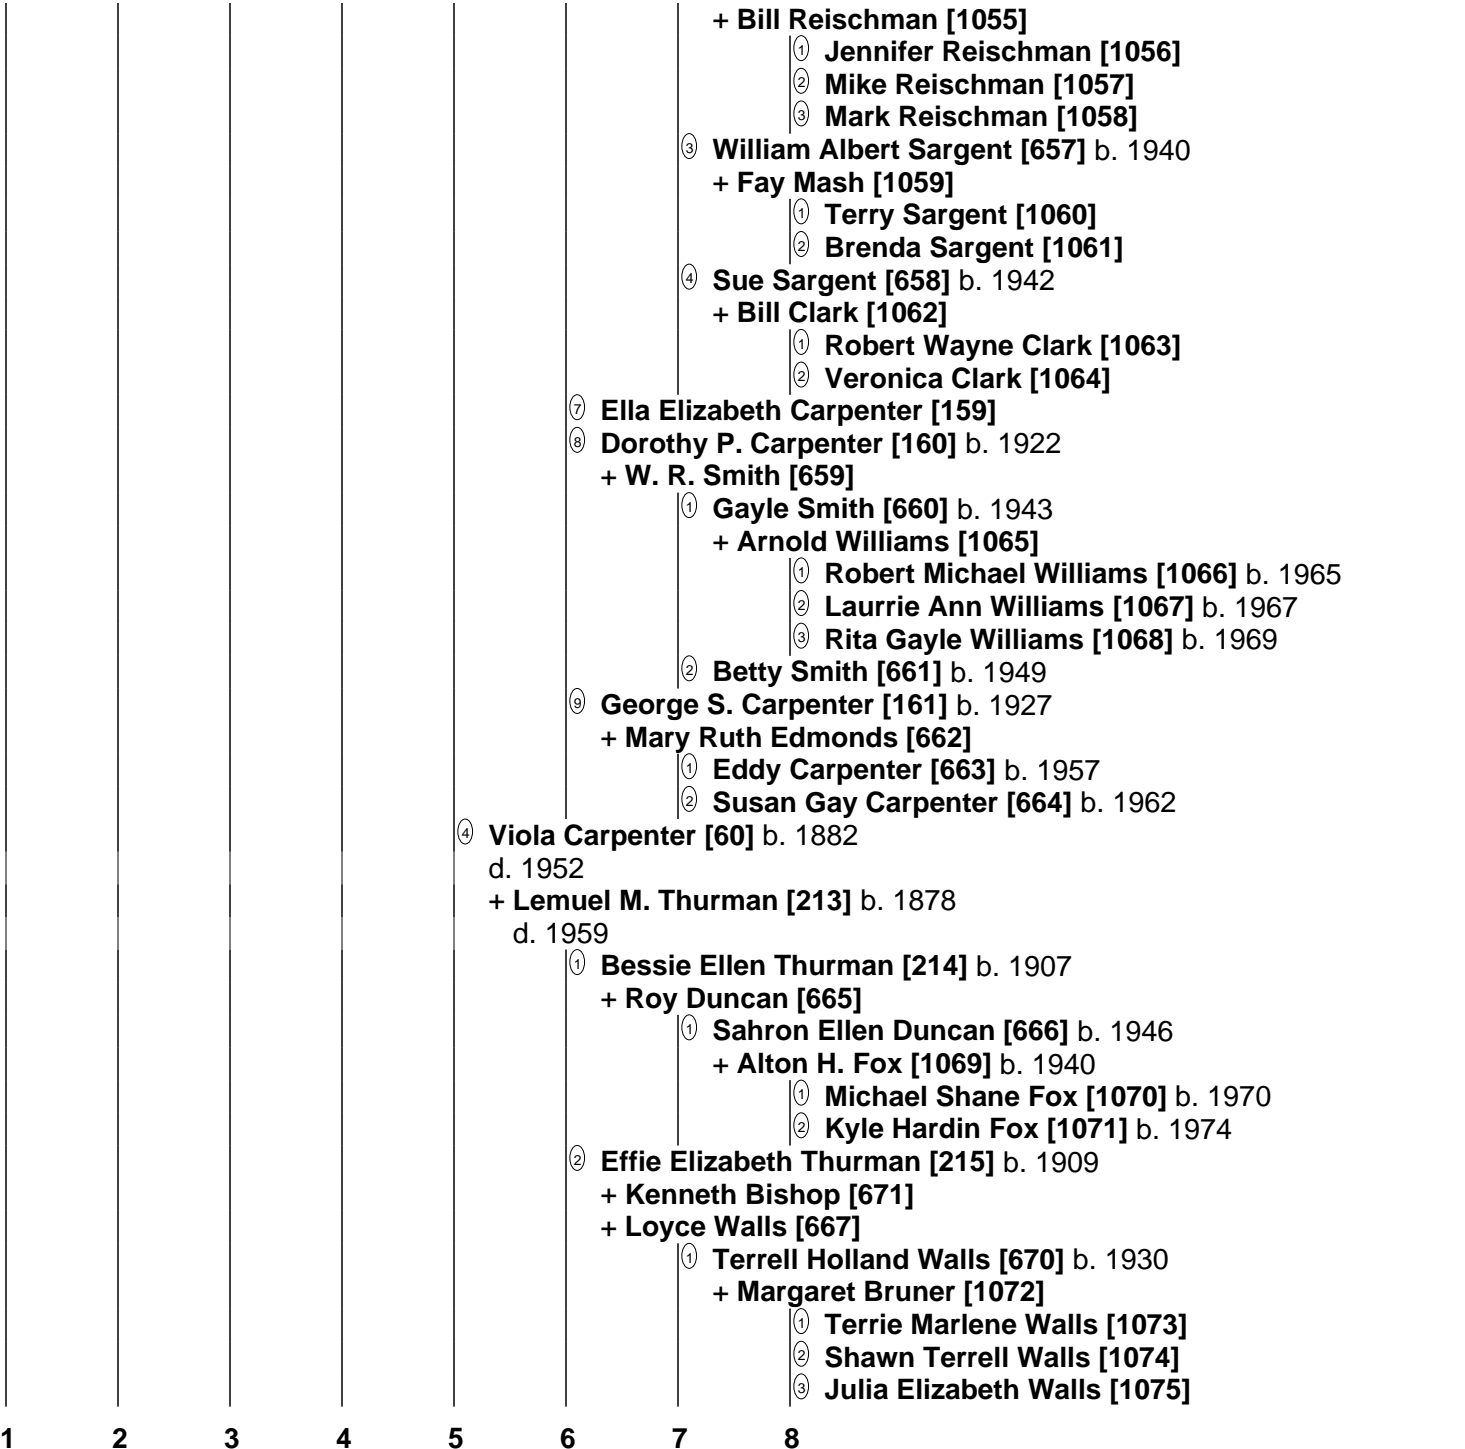 + Bill Reischman [1055]
① Jennifer Reischman [1056]
② Mike Reischman [1057]
③ Mark Reischman [1058]
③ William Albert Sargent [657] b. 1940
+ Fay Mash [1059]
① Terry Sargent [1060]
② Brenda Sargent [1061]
④ Sue Sargent [658] b. 1942
+ Bill Clark [1062]
① Robert Wayne Clark [1063]
② Veronica Clark [1064]
⑦ Ella Elizabeth Carpenter [159]
⑧ Dorothy P. Carpenter [160] b. 1922
+ W. R. Smith [659]
① Gayle Smith [660] b. 1943
+ Arnold Williams [1065]
① Robert Michael Williams [1066] b. 1965
② Laurrie Ann Williams [1067] b. 1967
③ Rita Gayle Williams [1068] b. 1969
② Betty Smith [661] b. 1949
⑨ George S. Carpenter [161] b. 1927
+ Mary Ruth Edmonds [662]
① Eddy Carpenter [663] b. 1957
② Susan Gay Carpenter [664] b. 1962
④ Viola Carpenter [60] b. 1882
d. 1952
+ Lemuel M. Thurman [213] b. 1878
d. 1959
① Bessie Ellen Thurman [214] b. 1907
+ Roy Duncan [665]
① Sahron Ellen Duncan [666] b. 1946
+ Alton H. Fox [1069] b. 1940
① Michael Shane Fox [1070] b. 1970
② Kyle Hardin Fox [1071] b. 1974
② Effie Elizabeth Thurman [215] b. 1909
+ Kenneth Bishop [671]
+ Loyce Walls [667]
① Terrell Holland Walls [670] b. 1930
+ Margaret Bruner [1072]
① Terrie Marlene Walls [1073]
② Shawn Terrell Walls [1074]
③ Julia Elizabeth Walls [1075]
1 2 3 4 5 6 7 8